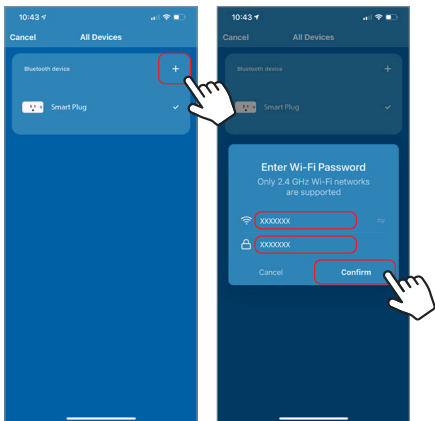 10:43
Cancel All Devices
Bluetooth device +
Smart Plug
10:43
Cancel All Devices
Bluetooth device +
Smart Plug
Enter Wi-Fi Password
Only 2.4 GHz Wi-Fi networks
are supported
XXXXXXX
XXXXXXX
Cancel Confirm